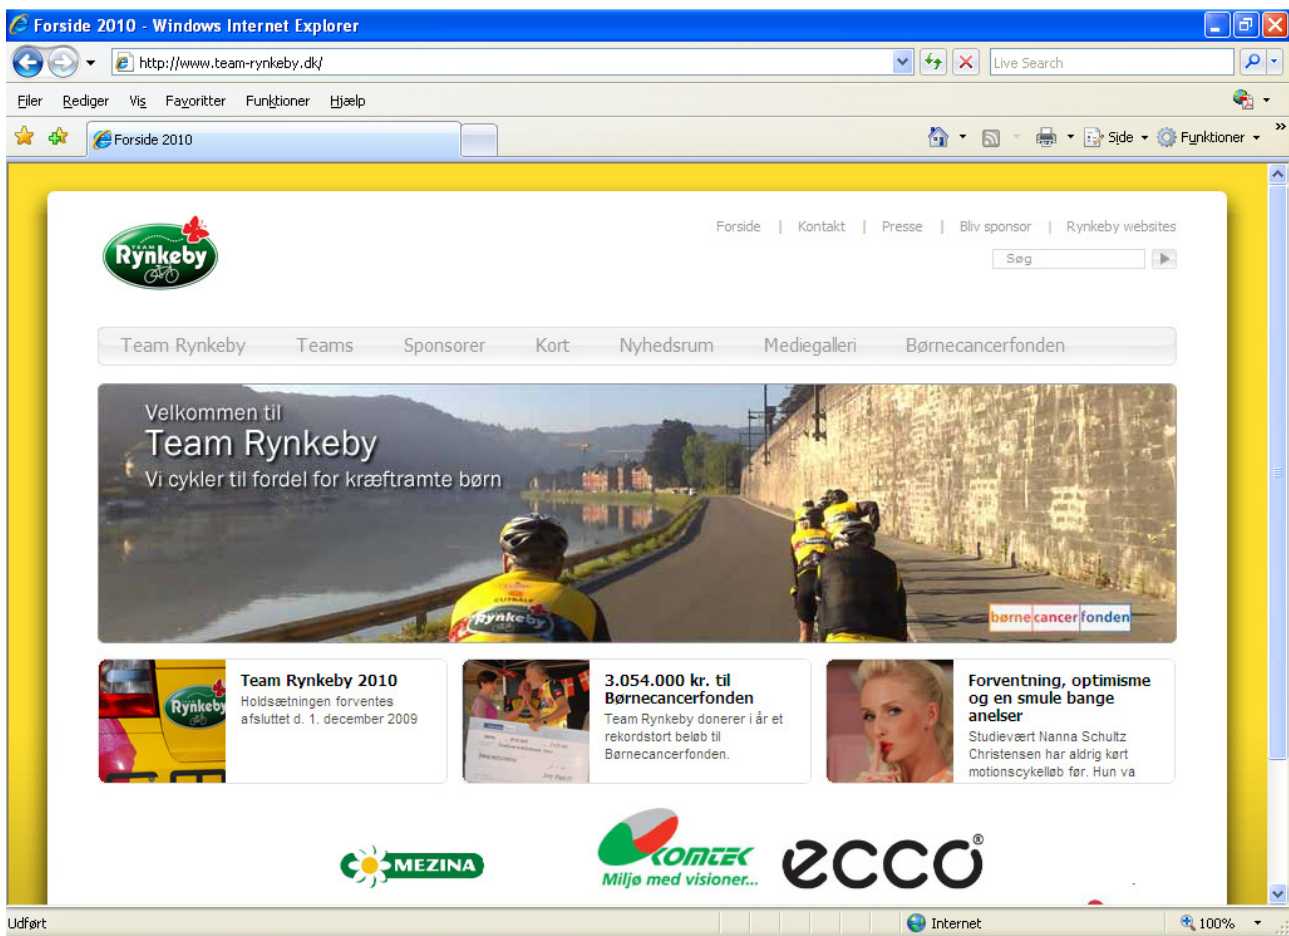 Forside 2010 - Windows Internet Explorer
http://www.team-rynkeby.dk/
Live Search
Filer Rediger Vis Favoritter Funktioner Hjælp
Forside 2010
Side Funktioner
Forside | Kontakt | Presse | Bliv sponsor | Rynkeby websites
TEAM
Rynkeby
Søg
Team Rynkeby Teams Sponsorer Kort Nyhedsrum Mediegalleri Børnecancerfonden
Velkommen til
Team Rynkeby
Vi cykler til fordel for kræftramte børn
Rynkeby
børne cancer fonden
Rynkeby
Team Rynkeby 2010
Holdsætningen forventes
afsluttet d. 1. december 2009
3.054.000 kr. til
Børnecancerfonden
Team Rynkeby donerer i år et
rekordstort beløb til
Børnecancerfonden.
Forventning, optimisme
og en smule bange
anelser
Studievært Nanna Schultz
Christensen har aldrig kørt
motionscykelløb før. Hun va
MEZINA
KOMTEK
Miljø med visioner...
ecco®
Udført
Internet
100%